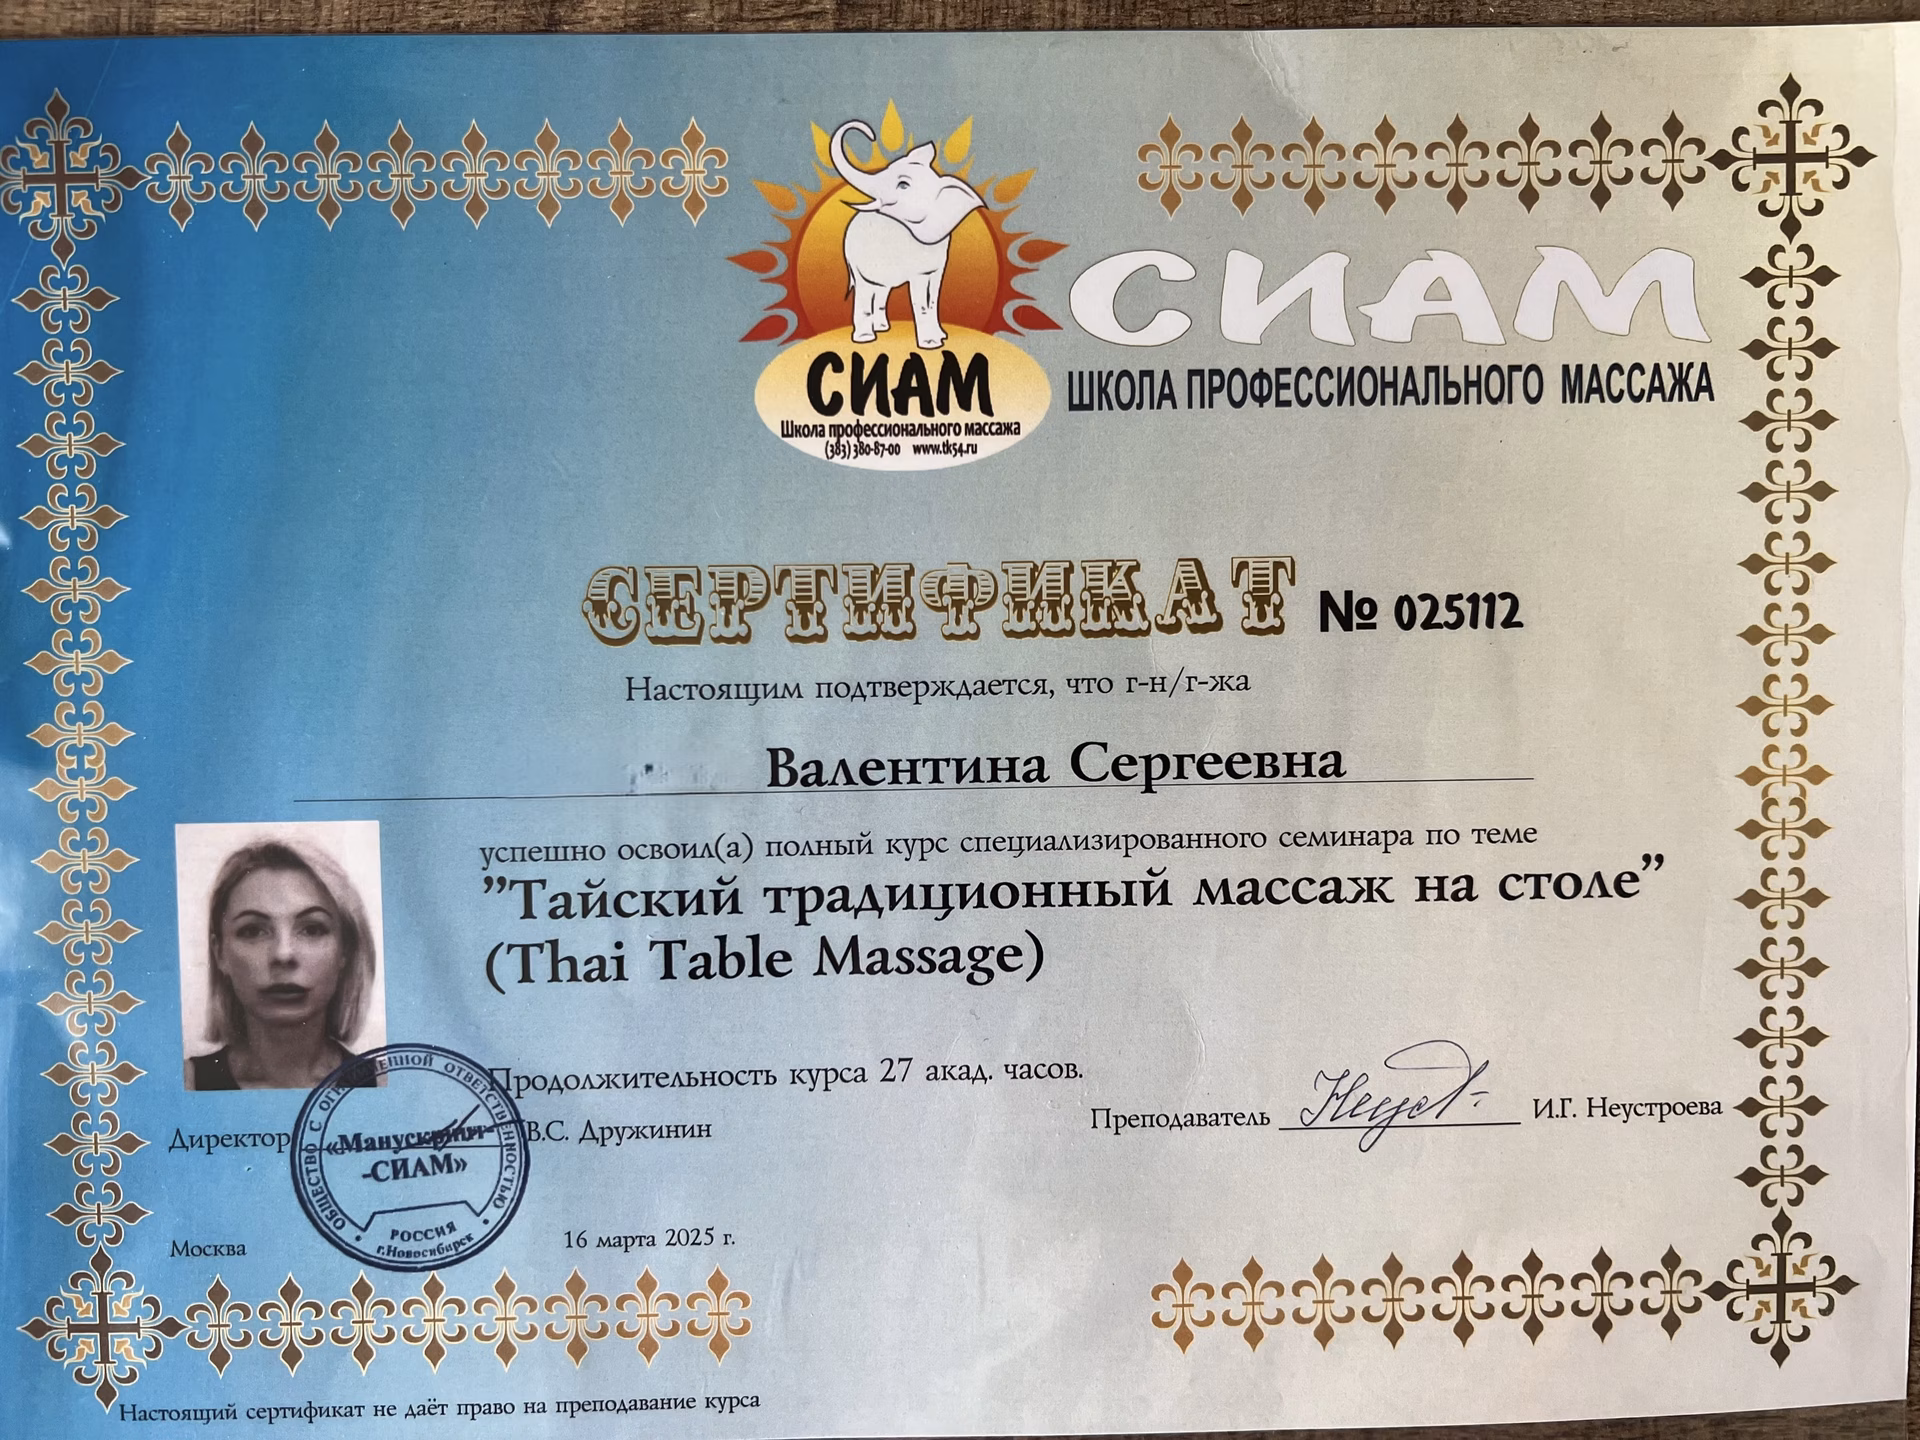 СИАМ
Школа профессионального массажа
(383) 380-87-00 www.tk54.ru
СИАМ
ШКОЛА ПРОФЕССИОНАЛЬНОГО МАССАЖА
СЕРТИФИКАТ № 025112
Настоящим подтверждается, что г-н/г-жа
Валентина Сергеевна
успешно освоил(а) полный курс специализированного семинара по теме
"Тайский традиционный массаж на столе"
(Thai Table Massage)
Продолжительность курса 27 акад. часов.
Директор В.С. Дружинин
Преподаватель И.Г. Неустроева
ОБЩЕСТВО С ОГРАНИЧЕННОЙ ОТВЕТСТВЕННОСТЬЮ
«Манускрипт-
-СИАМ»
РОССИЯ
г.Новосибирск
Москва 16 марта 2025 г.
Настоящий сертификат не даёт право на преподавание курса